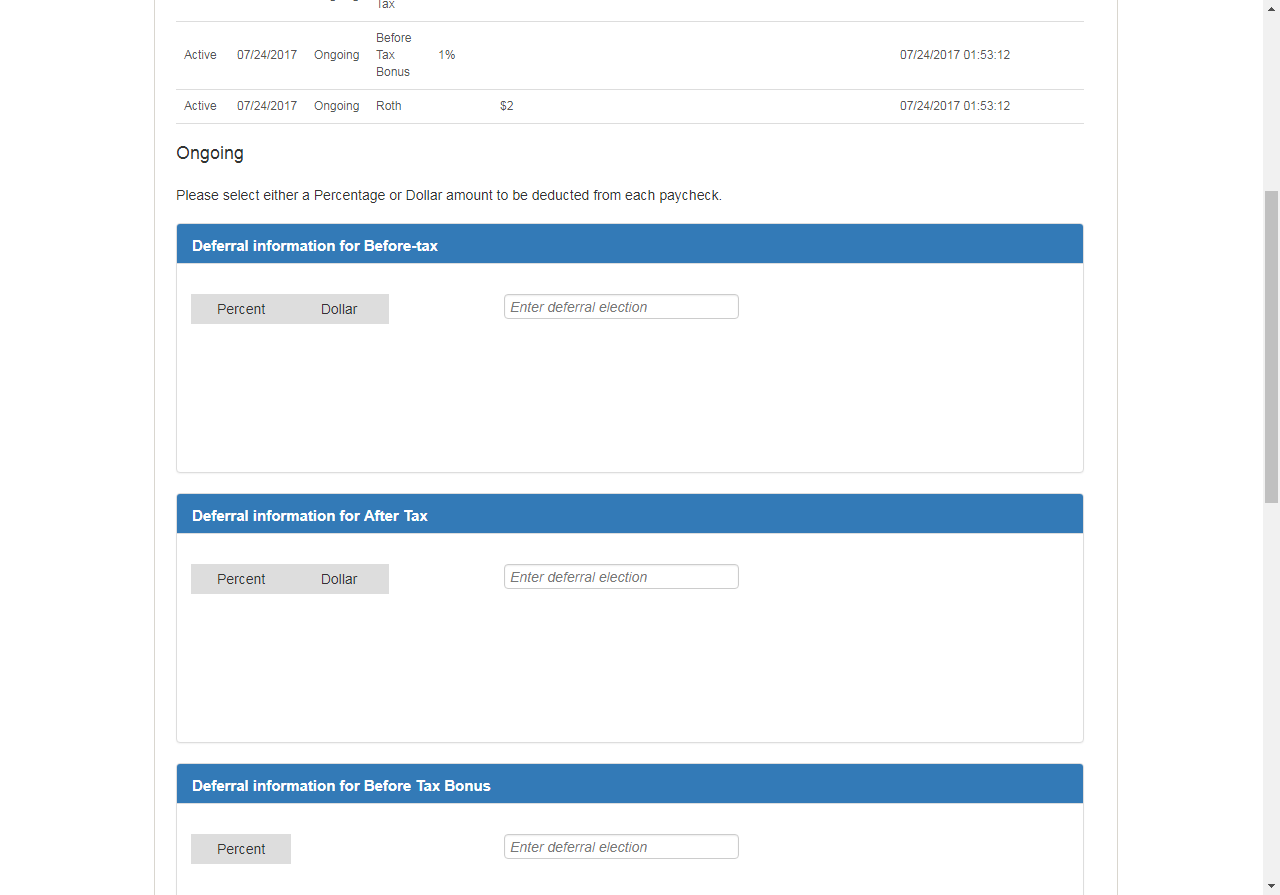 Tax
Active 07/24/2017 Ongoing Before Tax Bonus 1% 07/24/2017 01:53:12
Active 07/24/2017 Ongoing Roth $2 07/24/2017 01:53:12
Ongoing
Please select either a Percentage or Dollar amount to be deducted from each paycheck.
Deferral information for Before-tax
Percent Dollar Enter deferral election
Deferral information for After Tax
Percent Dollar Enter deferral election
Deferral information for Before Tax Bonus
Percent Enter deferral election